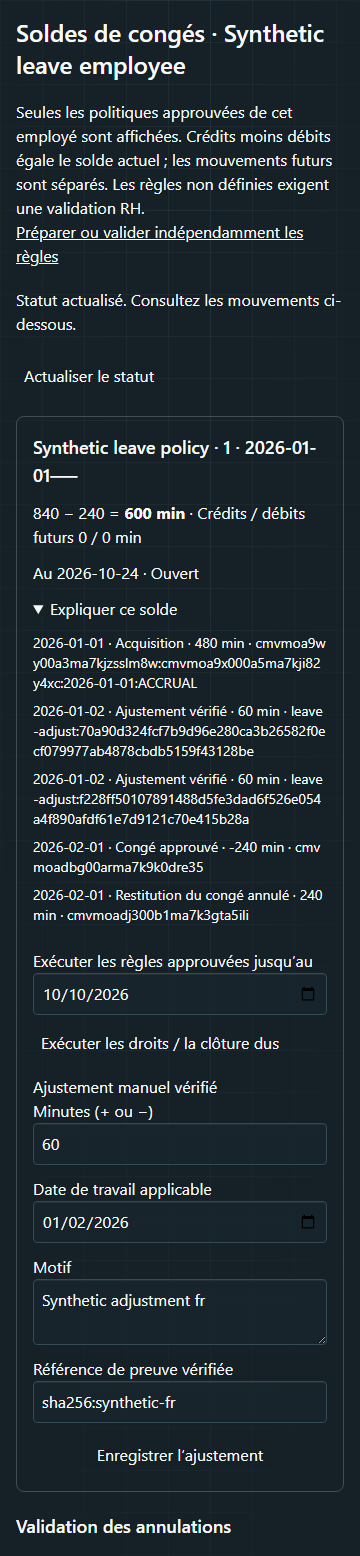 Soldes de congés · Synthetic
leave employee
Seules les politiques approuvées de cet
employé sont affichées. Crédits moins débits
égale le solde actuel ; les mouvements futurs
sont séparés. Les règles non définies exigent
une validation RH.
Préparer ou valider indépendamment les
règles
Statut actualisé. Consultez les mouvements ci-
dessous.
Actualiser le statut
Synthetic leave policy · 1 · 2026-01-
01—–
840 − 240 = 600 min · Crédits / débits
futurs 0 / 0 min
Au 2026-10-24 · Ouvert
▼ Expliquer ce solde
2026-01-01 · Acquisition · 480 min · cmvmoa9w
y00a3ma7kjzsslm8w:cmvmoa9x000a5ma7kji82
y4xc:2026-01-01:ACCRUAL
2026-01-02 · Ajustement vérifié · 60 min · leave
-adjust:70a90d324fcf7b9d96e280ca3b26582f0e
cf079977ab4878cbdb5159f43128be
2026-01-02 · Ajustement vérifié · 60 min · leave
-adjust:f228ff50107891488d5fe3dad6f526e054
a4f890afdf61e7d9121c70e415b28a
2026-02-01 · Congé approuvé · -240 min · cmv
moadbg00arma7k9k0dre35
2026-02-01 · Restitution du congé annulé · 240
min · cmvmoadj300b1ma7k3gta5ili
Exécuter les règles approuvées jusqu’au
10/10/2026
Exécuter les droits / la clôture dus
Ajustement manuel vérifié
Minutes (+ ou −)
60
Date de travail applicable
01/02/2026
Motif
Synthetic adjustment fr
Référence de preuve vérifiée
sha256:synthetic-fr
Enregistrer l’ajustement
Validation des annulations